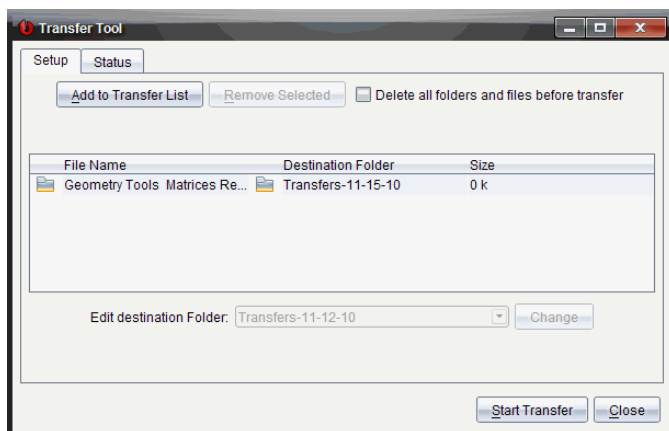 Transfer Tool
Setup Status
Add to Transfer List Remove Selected Delete all folders and files before transfer
File Name Destination Folder Size
Geometry Tools Matrices Re... Transfers-11-15-10 0 k
Edit destination Folder: Transfers-11-12-10 Change
Start Transfer Close